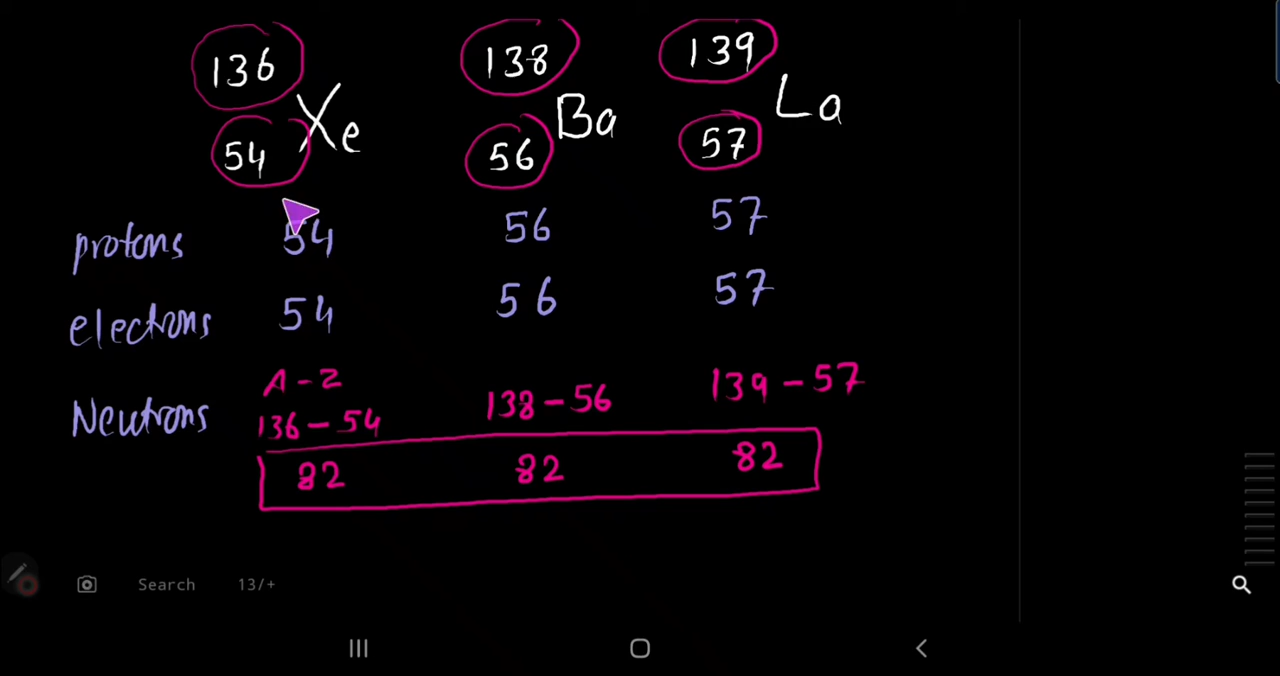 136 138 139
Xe Ba La
54 56 57
protons 54 56 57
electrons 54 56 57
A-Z
Neutrons 136-54 138-56 139-57
82 82 82
Search 13/+